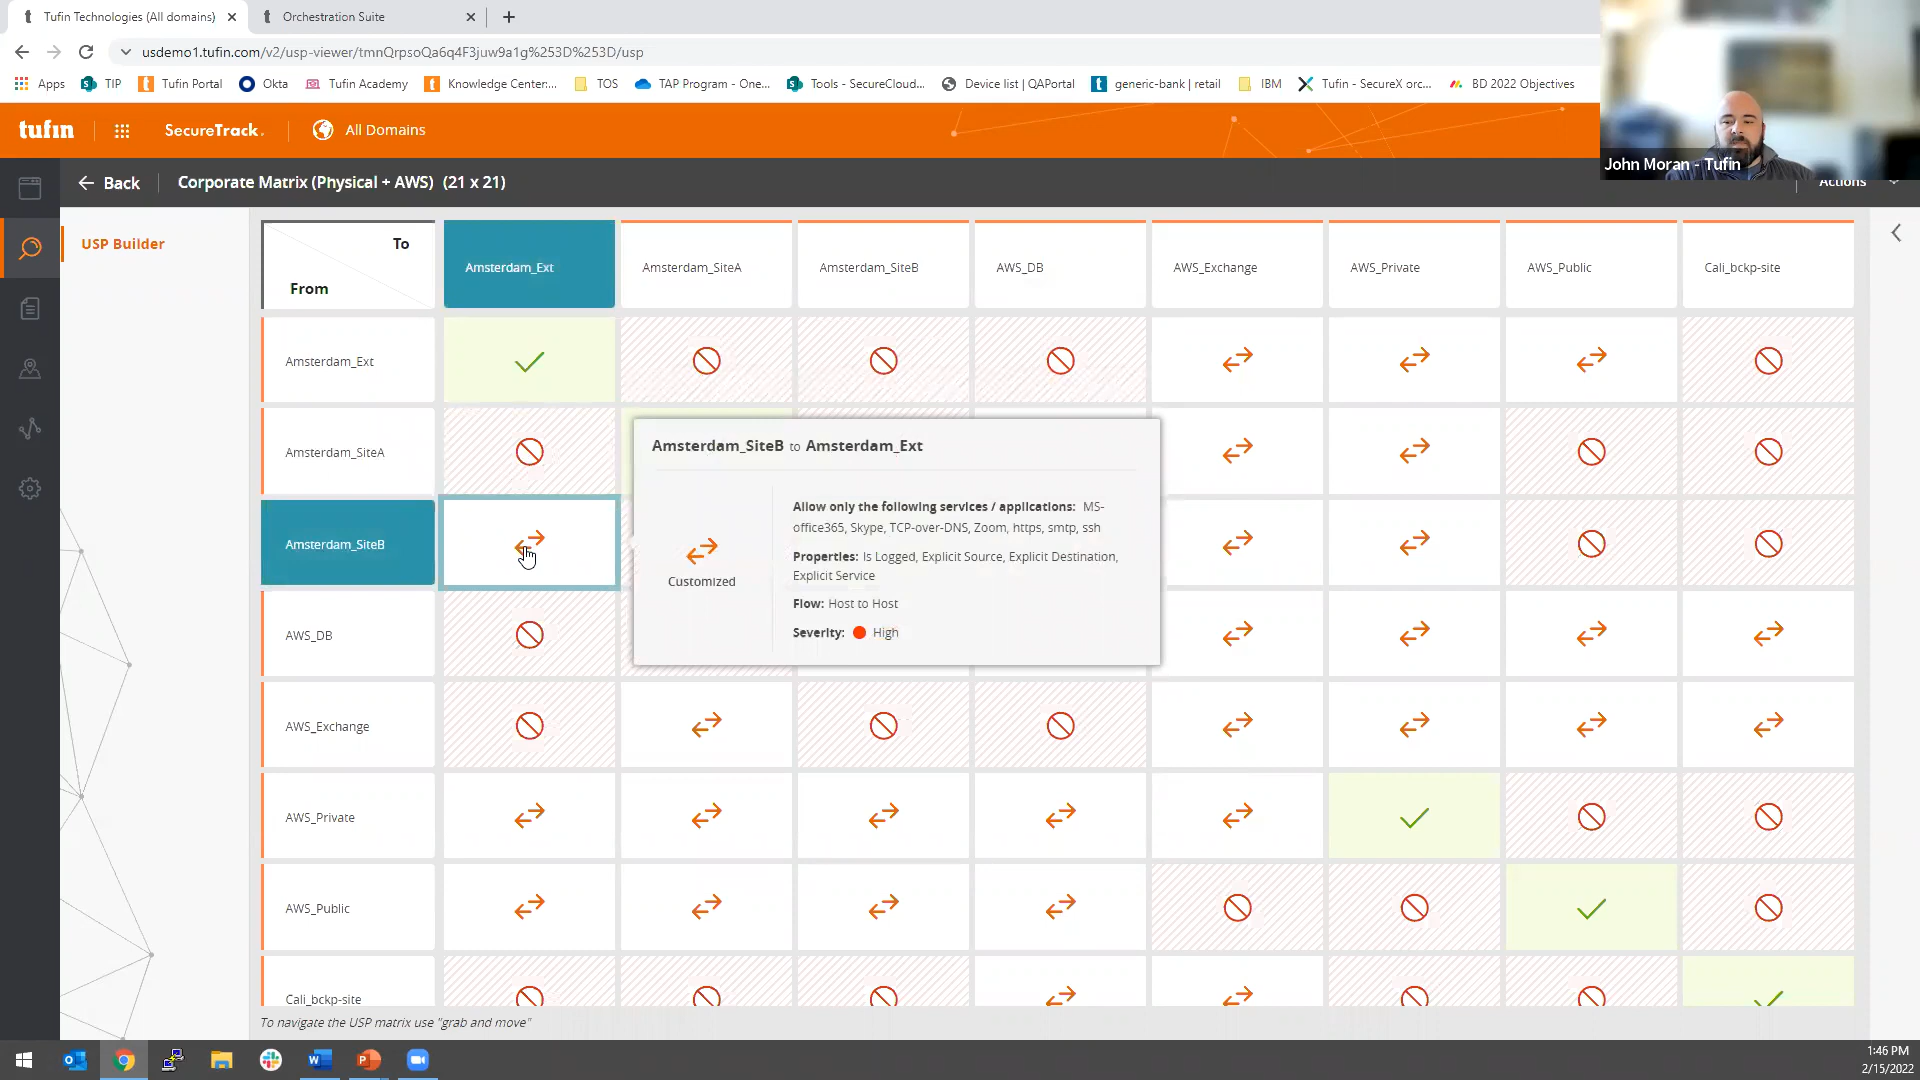 Tufin Technologies (All domains)
Orchestration Suite
usdemo1.tufin.com/v2/usp-viewer/tmnQrpsoQa6q4F3juw9a1g%253D%253D/usp
Apps
TIP
Tufin Portal
Okta
Tufin Academy
Knowledge Center:...
TOS
TAP Program - One...
Tools - SecureCloud...
Device list | QAPortal
generic-bank | retail
IBM
Tufin - SecureX orc...
BD 2022 Objectives
tufin
SecureTrack
All Domains
John Moran - Tufin
Back
Corporate Matrix (Physical + AWS) (21 x 21)
Actions
USP Builder
To
From
Amsterdam_Ext
Amsterdam_SiteA
Amsterdam_SiteB
AWS_DB
AWS_Exchange
AWS_Private
AWS_Public
Cali_bckp-site
Amsterdam_Ext
Amsterdam_SiteA
Amsterdam_SiteB
AWS_DB
AWS_Exchange
AWS_Private
AWS_Public
Cali_bckp-site
Amsterdam_SiteB to Amsterdam_Ext
Customized
Allow only the following services / applications: MS-
office365, Skype, TCP-over-DNS, Zoom, https, smtp, ssh
Properties: Is Logged, Explicit Source, Explicit Destination,
Explicit Service
Flow: Host to Host
Severity: High
To navigate the USP matrix use "grab and move"
1:46 PM
2/15/2022